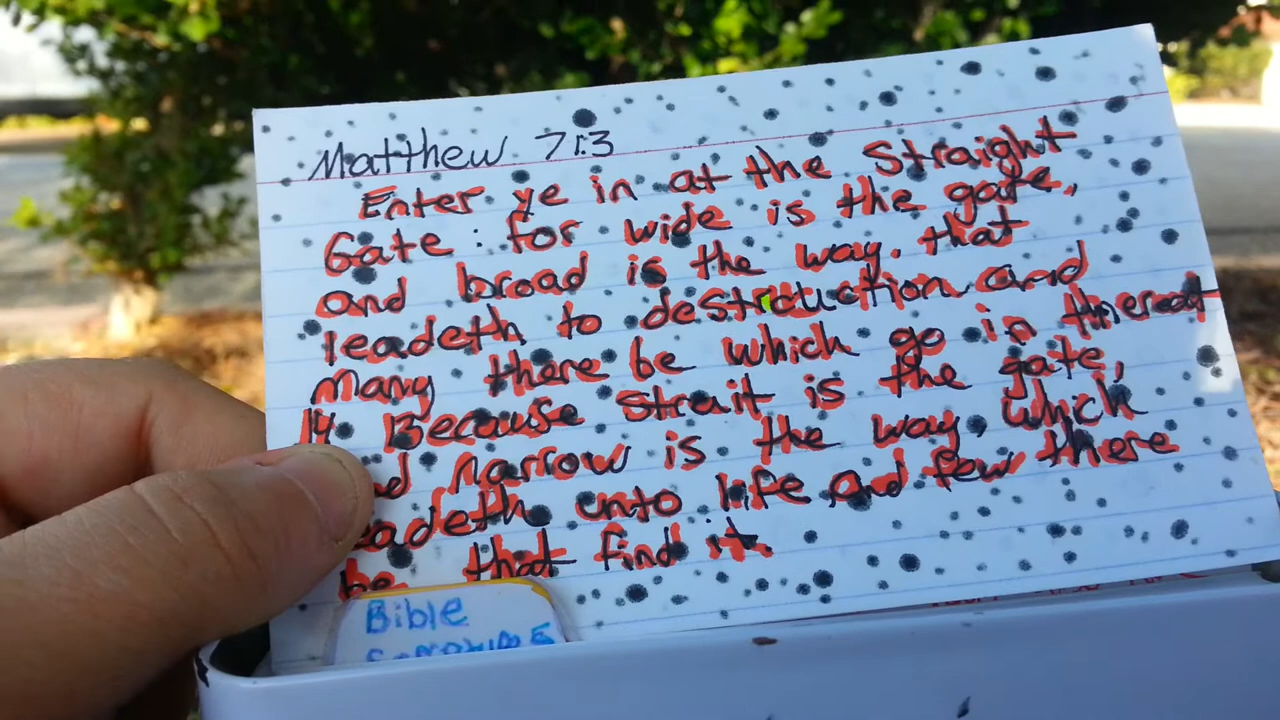 Matthew 7:13
Enter ye in at the Straight
Gate: for wide is the gate,
and broad is the way, that
leadeth to destruction and
Many there be which go in thereat
14 Because strait is the gate,
nd narrow is the way, which
eadeth unto life and few there
be that find it.
Bible